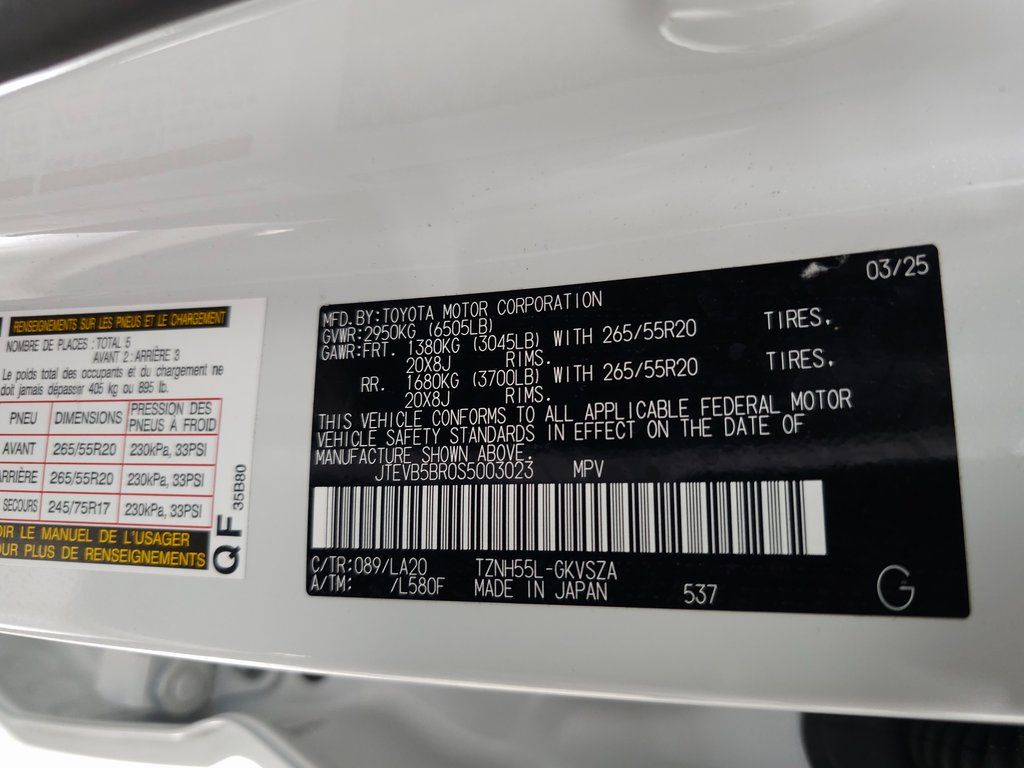 RENSEIGNEMENTS SUR LES PNEUS ET LE CHARGEMENT
NOMBRE DE PLACES : TOTAL 5
AVANT 2 : ARRIÈRE 3
Le poids total des occupants et du chargement ne
doit jamais dépasser 405 kg ou 895 lb.
PNEU DIMENSIONS PRESSION DES PNEUS A FROID
AVANT 265/55R20 230kPa, 33PSI
ARRIÈRE 265/55R20 230kPa, 33PSI
SECOURS 245/75R17 230kPa, 33PSI
LE MANUEL DE L'USAGER
PLUS DE RENSEIGNEMENTS
QF 35B80
03/25
MFD.BY:TOYOTA MOTOR CORPORATION
GVWR:2950KG (6505LB)
GAWR:FRT. 1380KG (3045LB) WITH 265/55R20 TIRES.
20X8J RIMS.
RR. 1680KG (3700LB) WITH 265/55R20 TIRES.
20X8J RIMS.
THIS VEHICLE CONFORMS TO ALL APPLICABLE FEDERAL MOTOR
VEHICLE SAFETY STANDARDS IN EFFECT ON THE DATE OF
MANUFACTURE SHOWN ABOVE.
JTEVB5BR0S5003023 MPV
C/TR:089/LA20 TZNH55L-GKVSZA
A/TM: /L580F MADE IN JAPAN 537
G